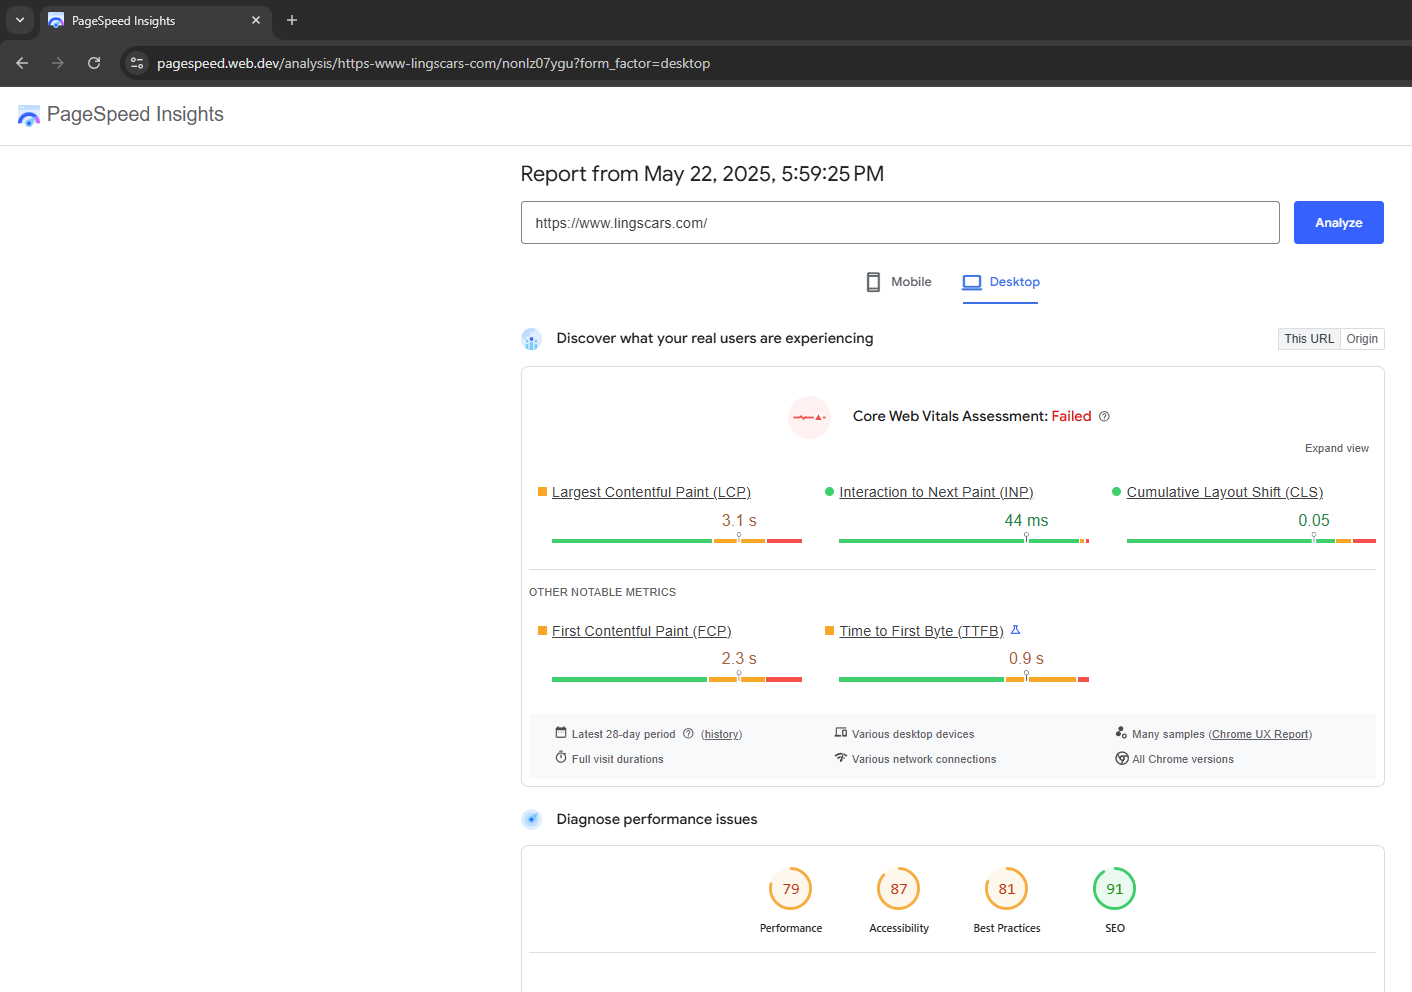 PageSpeed Insights
pagespeed.web.dev/analysis/https-www-lingscars-com/nonlz07ygu?form_factor=desktop
PageSpeed Insights
Report from May 22, 2025, 5:59:25 PM
https://www.lingscars.com/
Analyze
Mobile
Desktop
Discover what your real users are experiencing
This URL
Origin
Core Web Vitals Assessment: Failed
Expand view
Largest Contentful Paint (LCP)
3.1 s
Interaction to Next Paint (INP)
44 ms
Cumulative Layout Shift (CLS)
0.05
OTHER NOTABLE METRICS
First Contentful Paint (FCP)
2.3 s
Time to First Byte (TTFB)
0.9 s
Latest 28-day period (history)
Various desktop devices
Many samples (Chrome UX Report)
Full visit durations
Various network connections
All Chrome versions
Diagnose performance issues
79
Performance
87
Accessibility
81
Best Practices
91
SEO